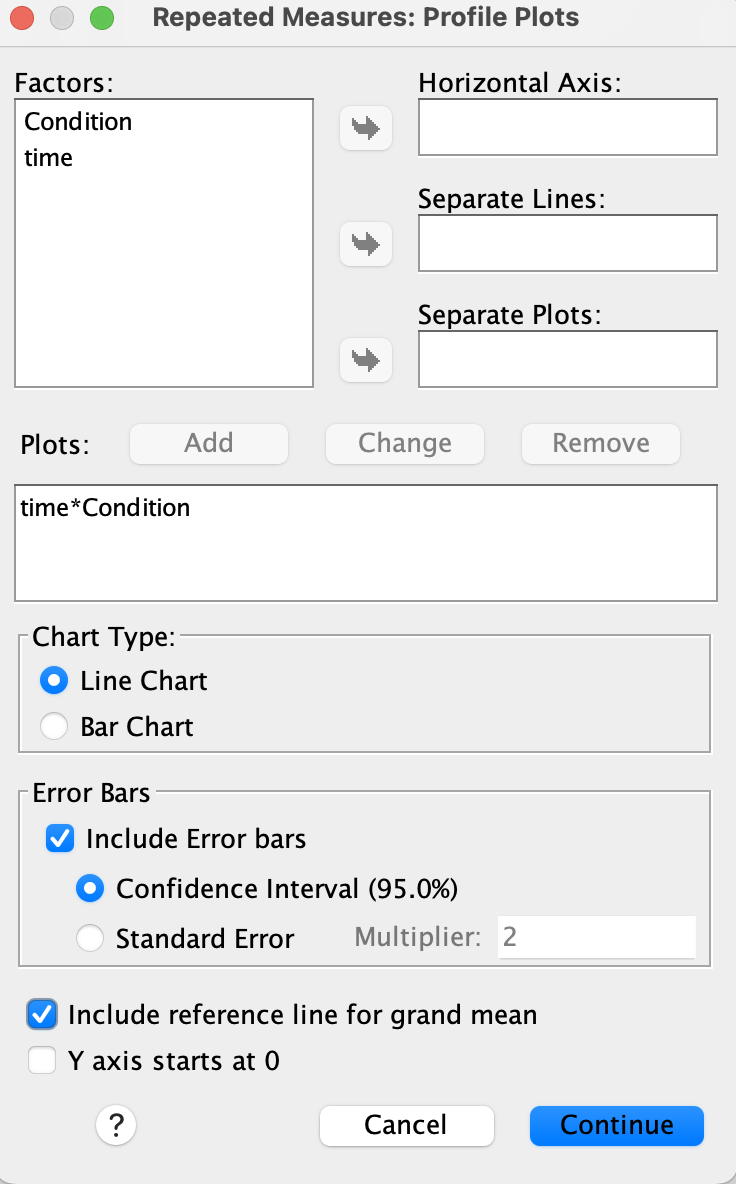 Repeated Measures: Profile Plots
Factors:
Condition
time
Horizontal Axis:
Separate Lines:
Separate Plots:
Plots:
Add
Change
Remove
time*Condition
Chart Type:
Line Chart
Bar Chart
Error Bars
Include Error bars
Confidence Interval (95.0%)
Standard Error
Multiplier:
2
Include reference line for grand mean
Y axis starts at 0
?
Cancel
Continue